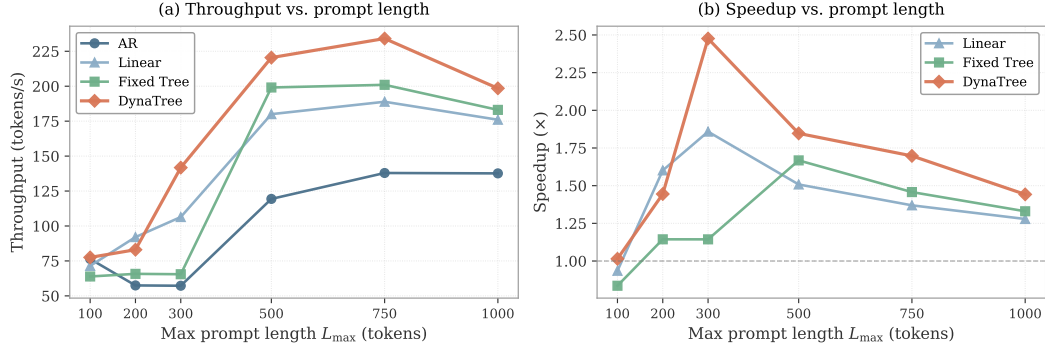 (a) Throughput vs. prompt length
Throughput (tokens/s)
225
200
175
150
125
100
75
50
AR
Linear
Fixed Tree
DynaTree
100 200 300 500 750 1000
Max prompt length Lmax (tokens)
(b) Speedup vs. prompt length
Speedup (×)
2.50
2.25
2.00
1.75
1.50
1.25
1.00
Linear
Fixed Tree
DynaTree
100 200 300 500 750 1000
Max prompt length Lmax (tokens)